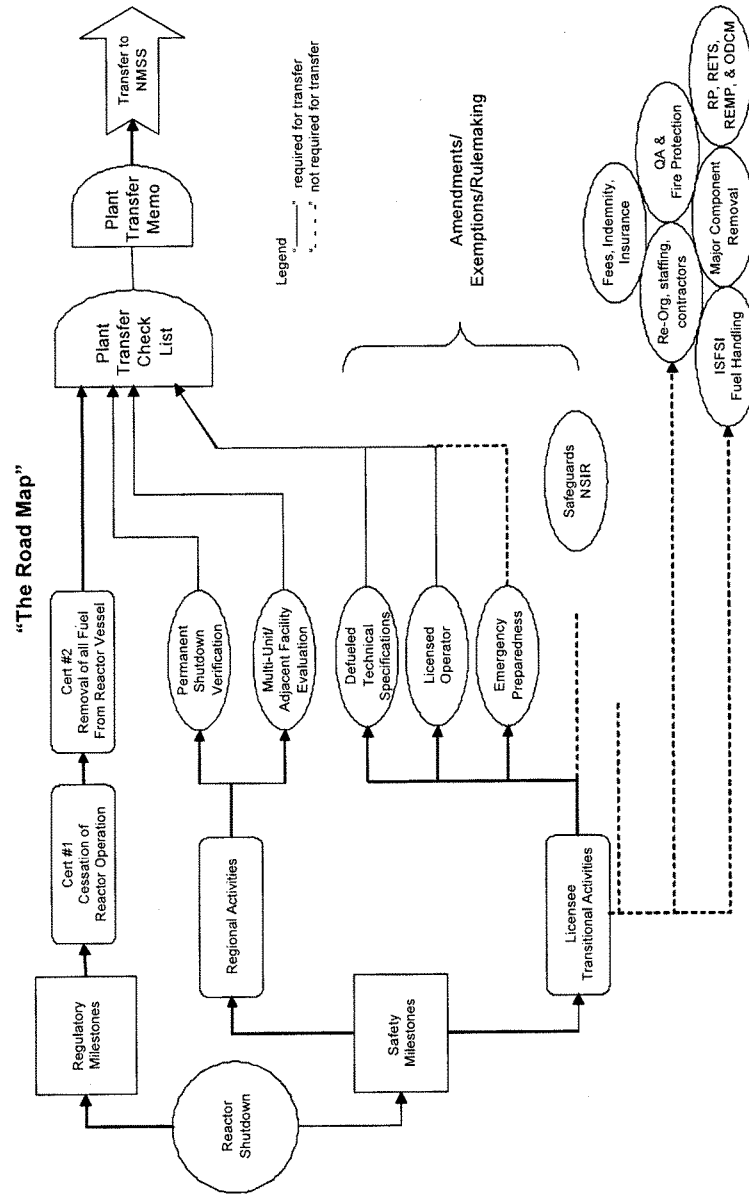 "The Road Map"
Reactor
Shutdown
Regulatory
Milestones
Cert #1
Cessation of
Reactor Operation
Cert #2
Removal of all Fuel
From Reactor Vessel
Plant
Transfer
Check
List
Plant
Transfer
Memo
Transfer to
NMSS
Safety
Milestones
Regional Activities
Permanent
Shutdown
Verification
Multi-Unit/
Adjacent Facility
Evaluation
Licensee
Transitional Activities
Defueled
Technical
Specifications
Licensed
Operator
Emergency
Preparedness
Safeguards
NSIR
Legend
"_____" required for transfer
"- - - -" not required for transfer
Amendments/
Exemptions/Rulemaking
Fees, Indemnity,
Insurance
Re-Org, staffing,
contractors
QA &
Fire Protection
ISFSI
Fuel Handling
Major Component
Removal
RP, RETS,
REMP, & ODCM